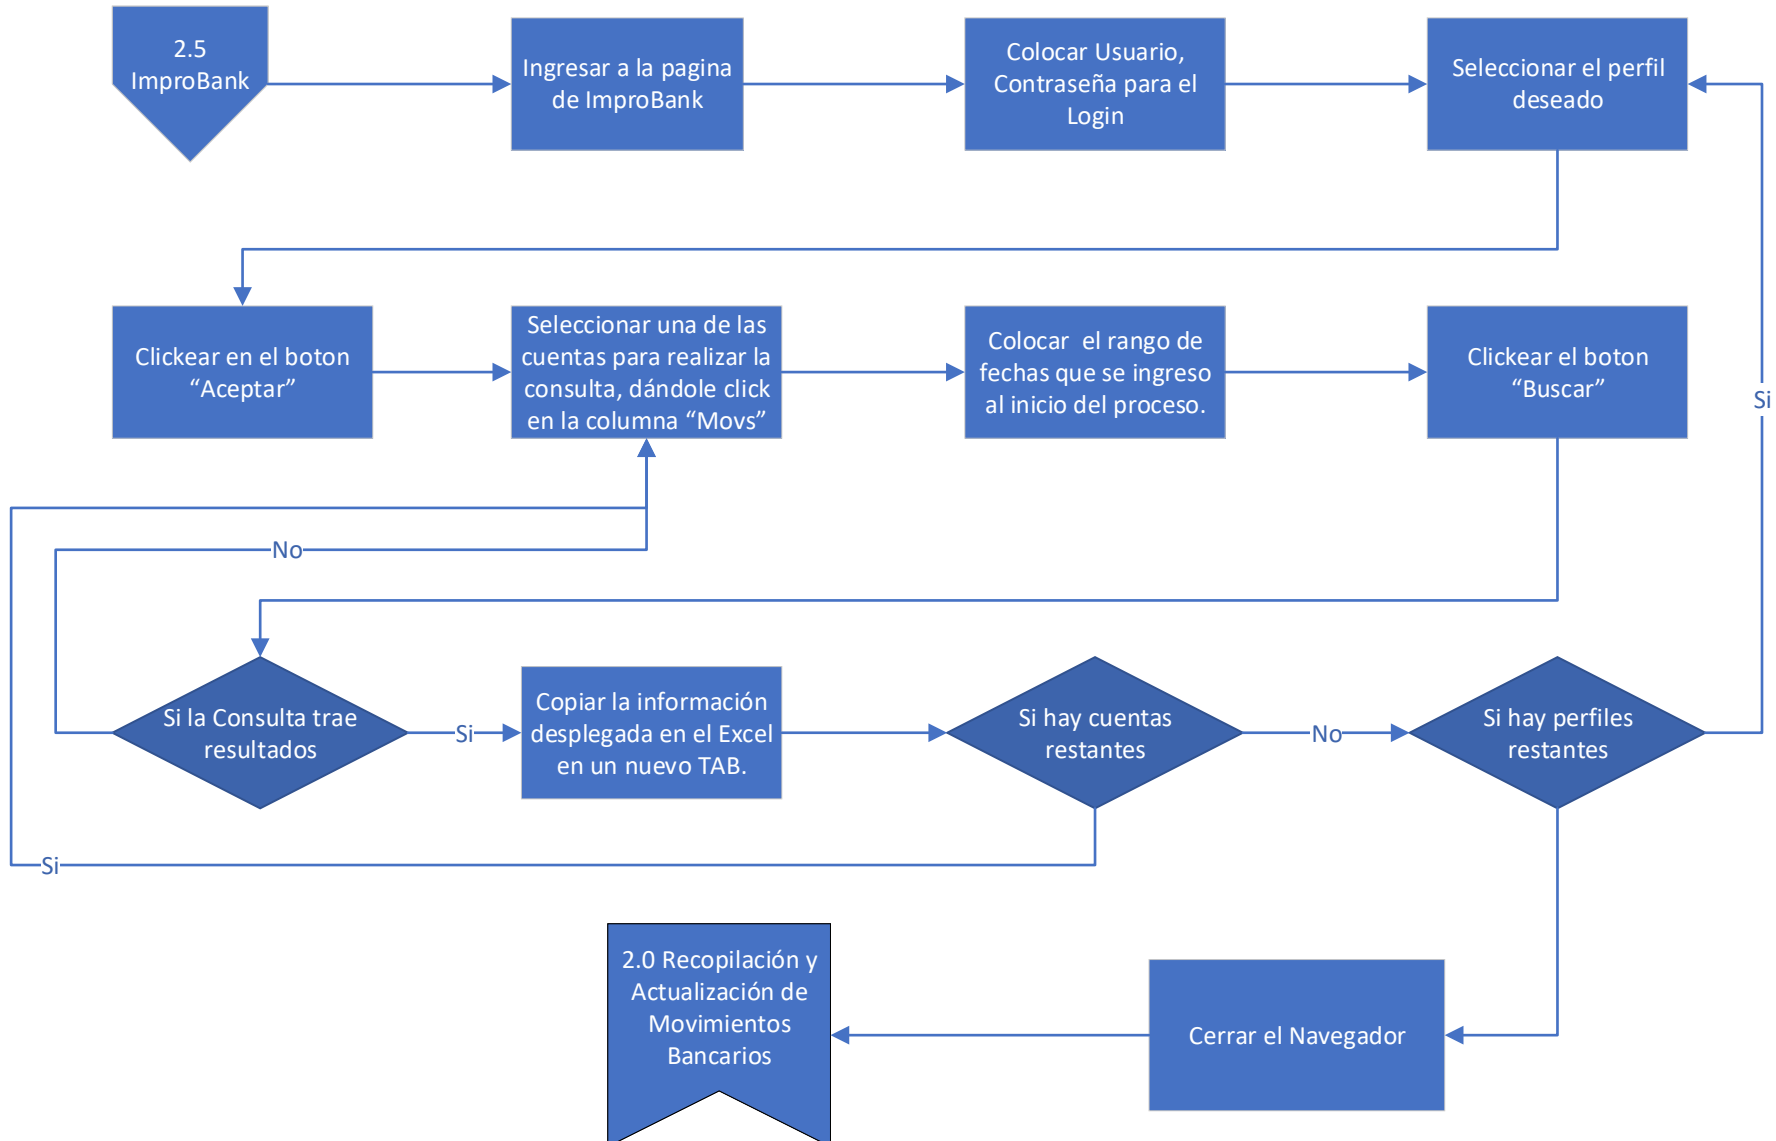 2.5
ImproBank
Ingresar a la pagina
de ImproBank
Colocar Usuario,
Contraseña para el
Login
Seleccionar el perfil
deseado
Clickear en el boton
“Aceptar”
Seleccionar una de las
cuentas para realizar la
consulta, dándole click
en la columna “Movs”
Colocar  el rango de
fechas que se ingreso
al inicio del proceso.
Clickear el boton
“Buscar”
Si
No
Si la Consulta trae
resultados
Si
Copiar la información
desplegada en el Excel
en un nuevo TAB.
Si hay cuentas
restantes
No
Si hay perfiles
restantes
Si
2.0 Recopilación y
Actualización de
Movimientos
Bancarios
Cerrar el Navegador